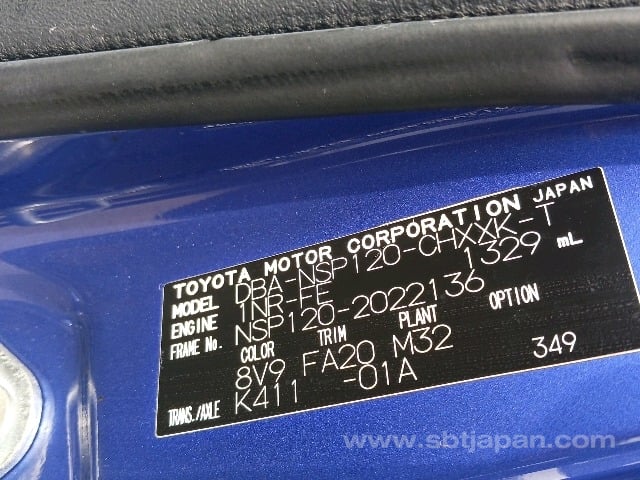 TOYOTA MOTOR CORPORATION JAPAN
MODEL DBA-NSP120-CHXXK-T
ENGINE 1NR-FE 1329 mL
FRAME No. NSP120-2022136
COLOR TRIM PLANT OPTION
8V9 FA20 M32 349
TRANS./AXLE K411 -01A
www.sbtjapan.com